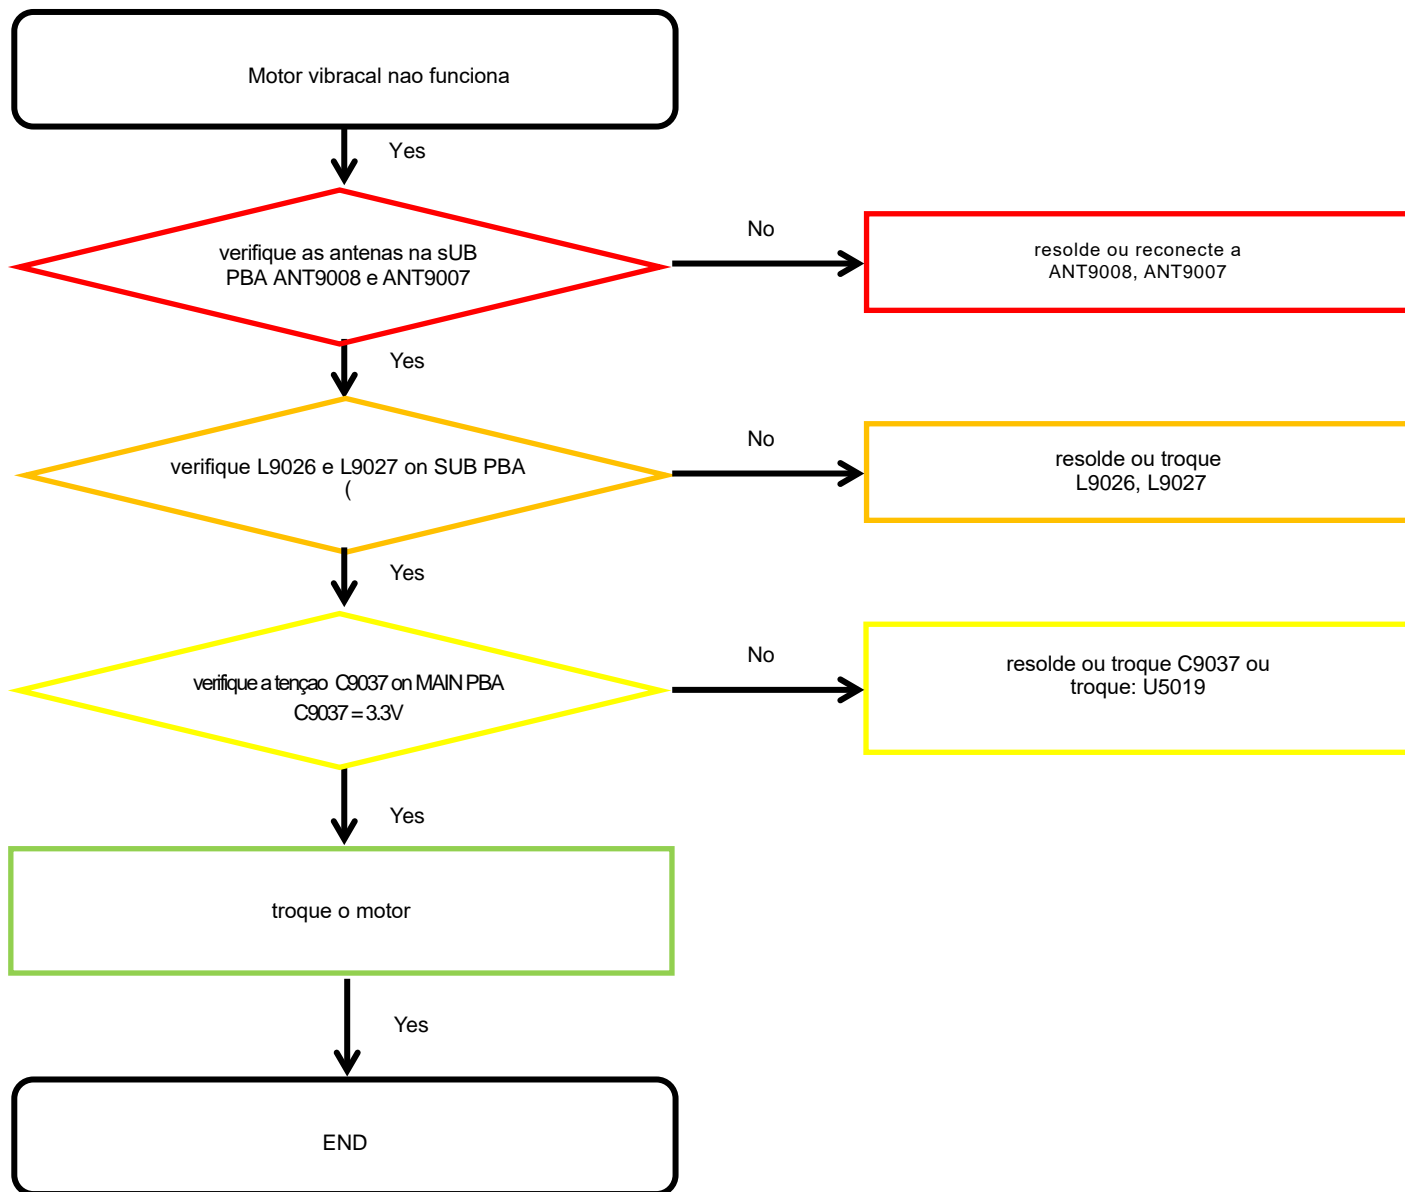 Motor vibracal nao funciona
Yes
verifique as antenas na sUB
PBA ANT9008 e ANT9007
No
resolde ou reconecte a
ANT9008, ANT9007
Yes
verifique L9026 e L9027 on SUB PBA
(
No
resolde ou troque
L9026, L9027
Yes
verifique a tençao C9037 on MAIN PBA
C9037 = 3.3V
No
resolde ou troque C9037 ou
troque: U5019
Yes
troque o motor
Yes
END